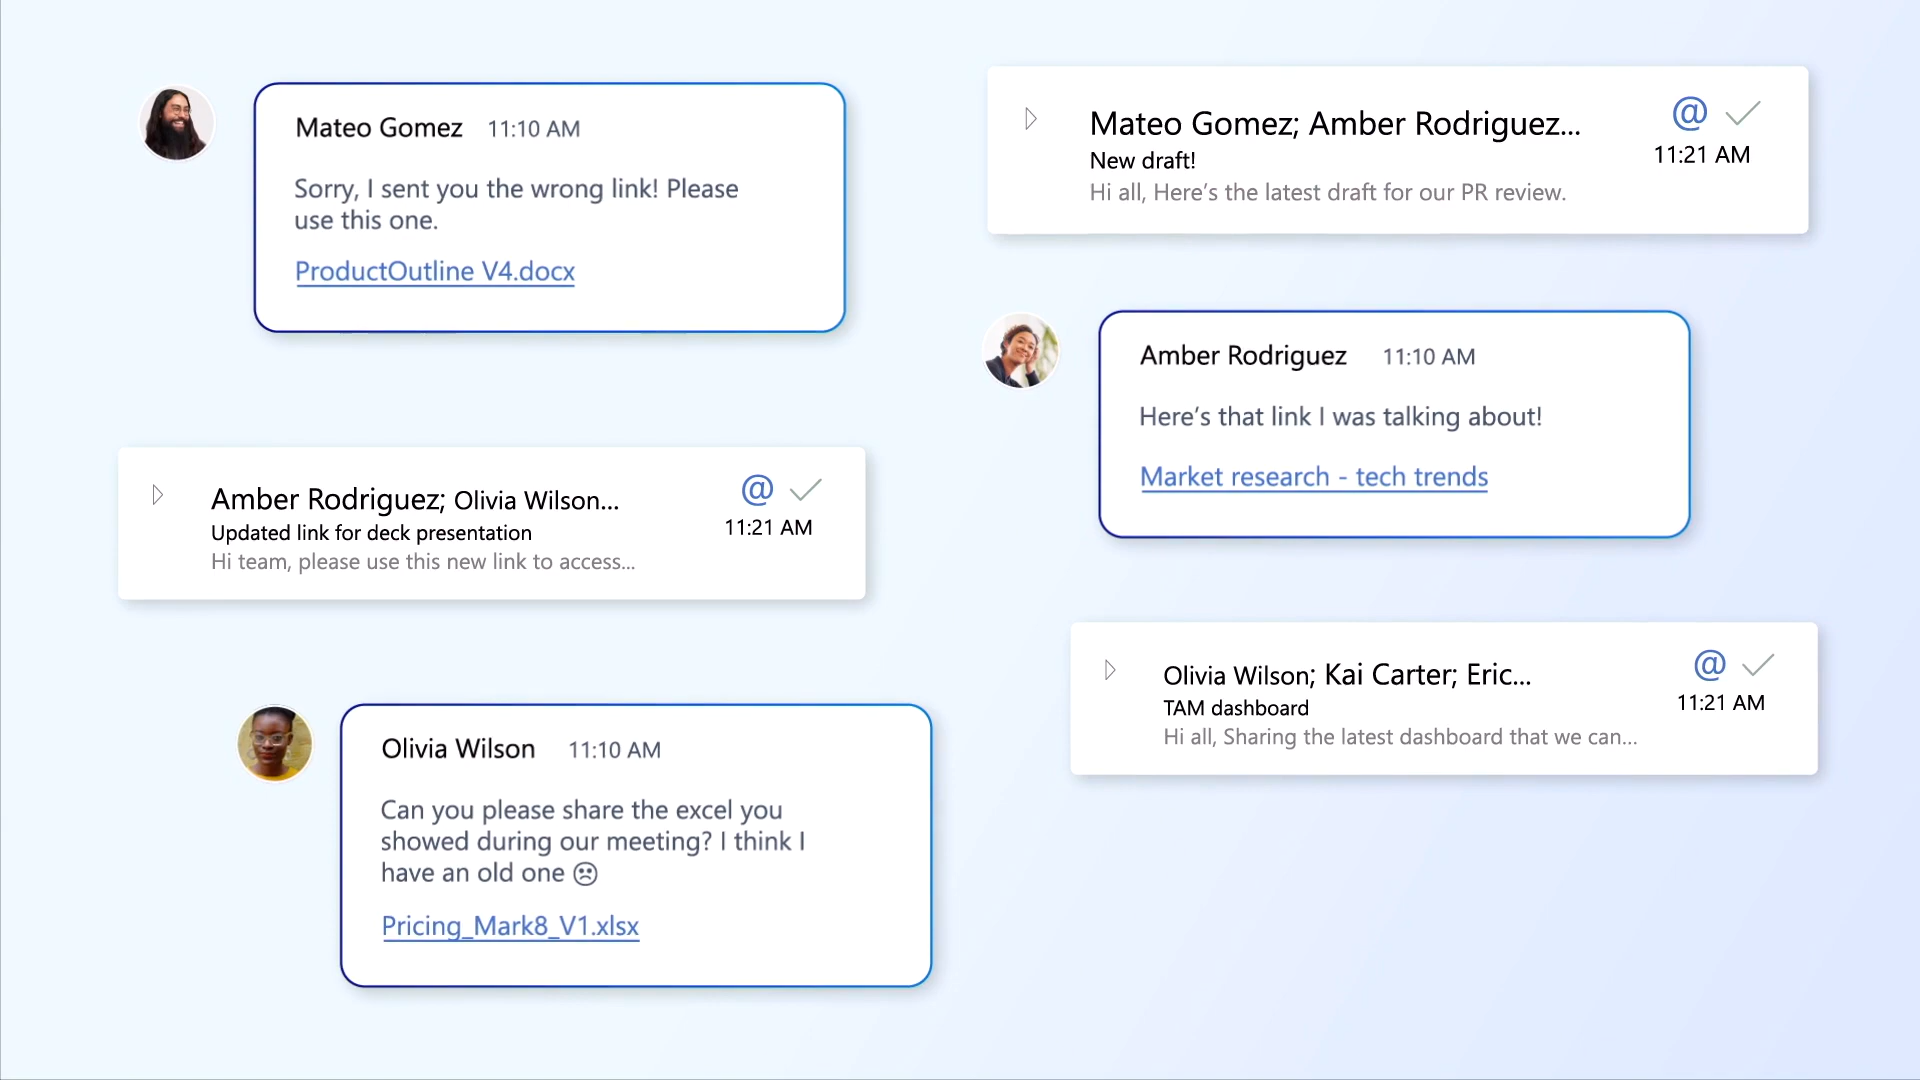 Mateo Gomez 11:10 AM
Sorry, I sent you the wrong link! Please
use this one.
ProductOutline V4.docx
Mateo Gomez; Amber Rodriguez...
@
11:21 AM
New draft!
Hi all, Here’s the latest draft for our PR review.
Amber Rodriguez 11:10 AM
Here’s that link I was talking about!
Market research - tech trends
Amber Rodriguez; Olivia Wilson...
@
11:21 AM
Updated link for deck presentation
Hi team, please use this new link to access...
Olivia Wilson; Kai Carter; Eric...
@
11:21 AM
TAM dashboard
Hi all, Sharing the latest dashboard that we can...
Olivia Wilson 11:10 AM
Can you please share the excel you
showed during our meeting? I think I
have an old one ☹
Pricing_Mark8_V1.xlsx